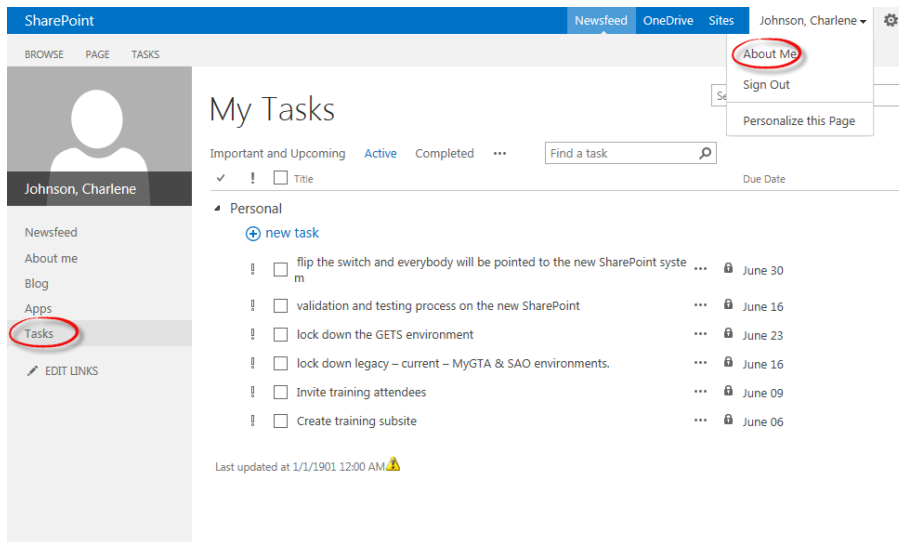 SharePoint
Newsfeed OneDrive Sites Johnson, Charlene
BROWSE PAGE TASKS
About Me
Sign Out
Personalize this Page
My Tasks
Important and Upcoming Active Completed ••• Find a task
Johnson, Charlene
✓ ! Title Due Date
Personal
new task
Newsfeed
About me
Blog
Apps
Tasks
EDIT LINKS
! flip the switch and everybody will be pointed to the new SharePoint syste
m ••• June 30
! validation and testing process on the new SharePoint ••• June 16
! lock down the GETS environment ••• June 23
! lock down legacy – current – MyGTA & SAO environments. ••• June 16
! Invite training attendees ••• June 09
! Create training subsite ••• June 06
Last updated at 1/1/1901 12:00 AM